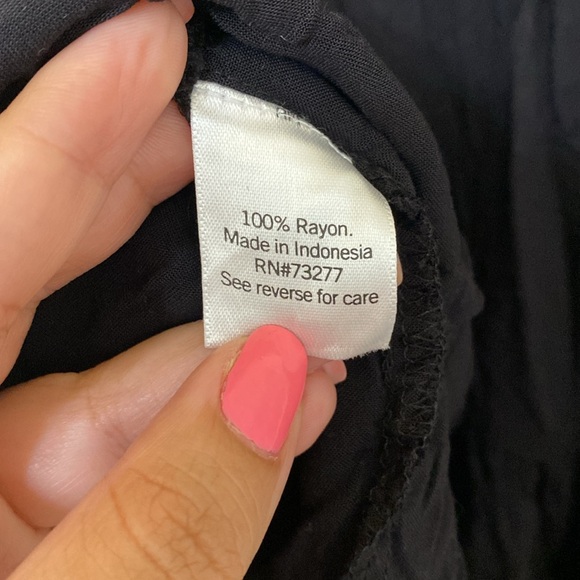 100% Rayon.
Made in Indonesia
RN#73277
See reverse for care